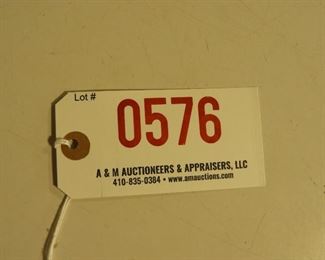 Lot #
0576
A & M AUCTIONEERS & APPRAISERS, LLC
410-835-0384 • www.amauctions.com